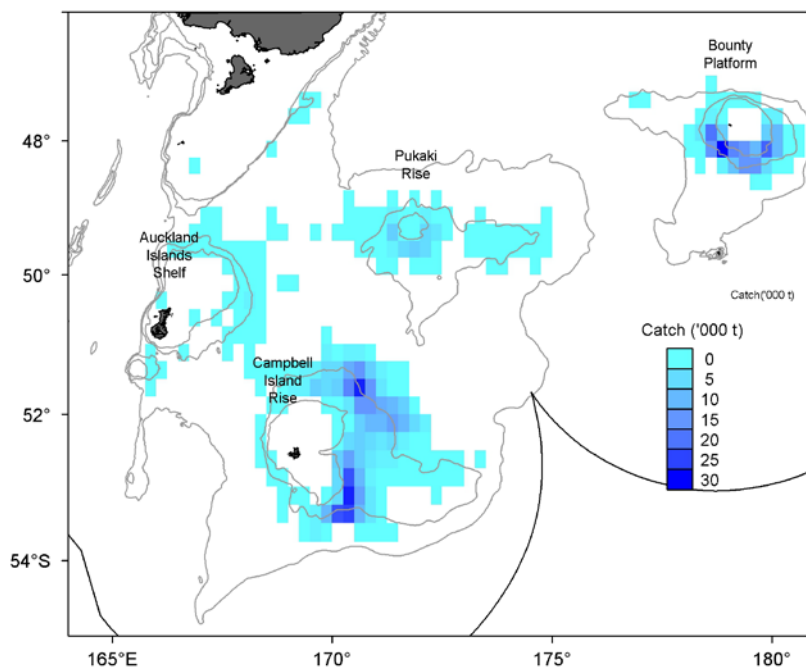 Bounty
Platform
48°
Pukaki
Rise
Auckland
Islands
Shelf
50°
Catch('000 t)
Catch ('000 t)
0
5
10
15
20
25
30
Campbell
Island
Rise
52°
54°S
165°E
170°
175°
180°